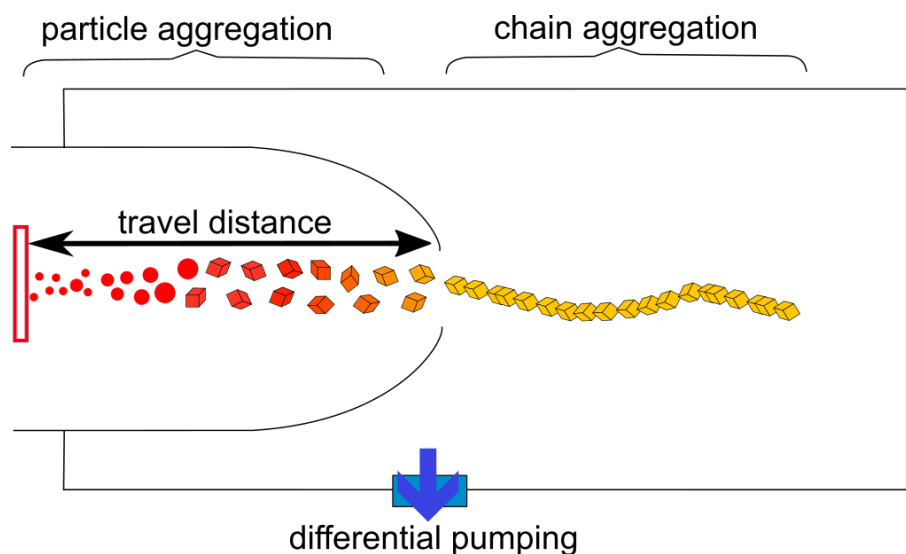 particle aggregation
chain aggregation
travel distance
differential pumping